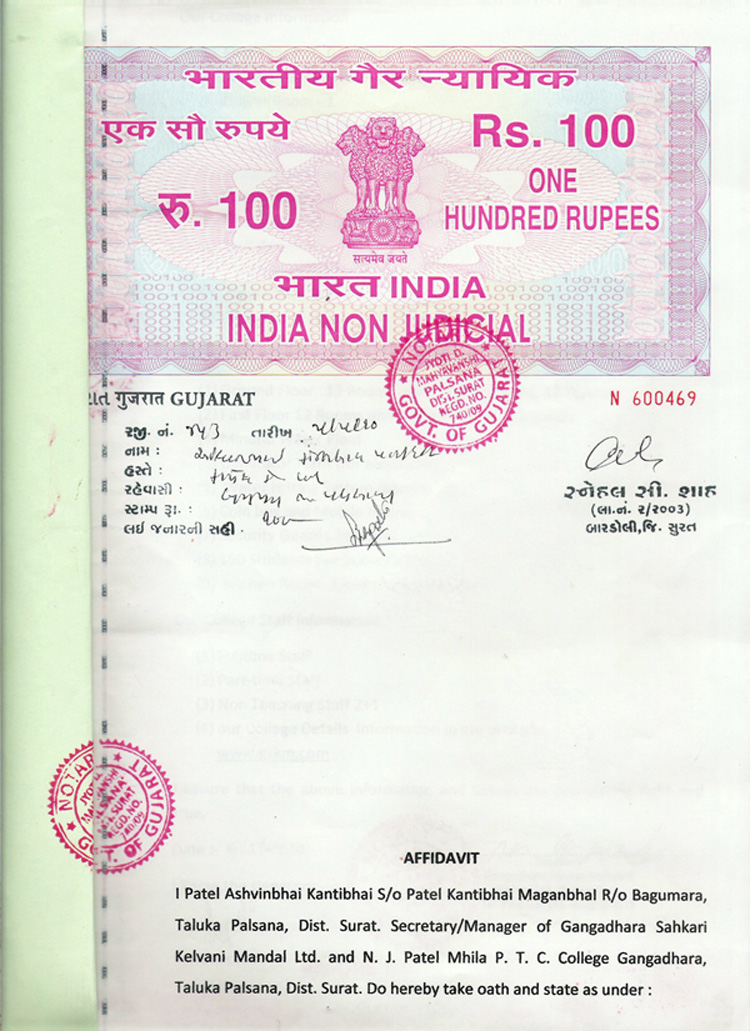 भारतीय गैर न्यायिक
एक सौ रुपये
Rs. 100
रु. 100
ONE
HUNDRED RUPEES
सत्यमेव जयते
भारत INDIA
INDIA NON JUDICIAL
NOTARY
JYOTI D.
MAHYAVANSHI
PALSANA
DIST. SURAT
REGD. NO.
740/09
GOVT. OF GUJARAT
गुजरात GUJARAT
N 600469
રજી. નં.
તારીખ
નામ :
હસ્તે :
રહેવાસી :
સ્ટામ્પ રૂા. :
લઈ જનારની સહી.
સ્નેહલ સી. શાહ
(લા.નં. ૨/૨૦૦૩)
બારડોલી,જિ. સુરત
NOTAR
JYOTI
MAHYAVANSHI
SURAT
REGD. NO.
740/09
T. OF GUJARAT
AFFIDAVIT
I Patel Ashvinbhai Kantibhai S/o Patel Kantibhai Maganbhal R/o Bagumara,
Taluka Palsana, Dist. Surat. Secretary/Manager of Gangadhara Sahkari
Kelvani Mandal Ltd. and N. J. Patel Mhila P. T. C. College Gangadhara,
Taluka Palsana, Dist. Surat. Do hereby take oath and state as under :